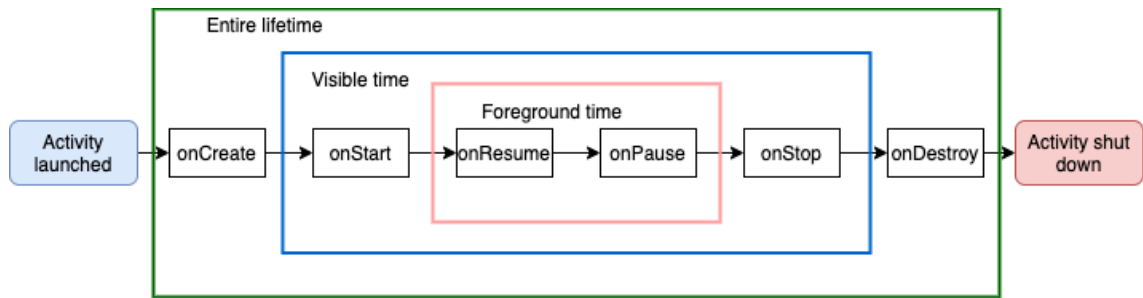 Entire lifetime
Visible time
Foreground time
Activity
launched
onCreate
onStart
onResume
onPause
onStop
onDestroy
Activity shut
down